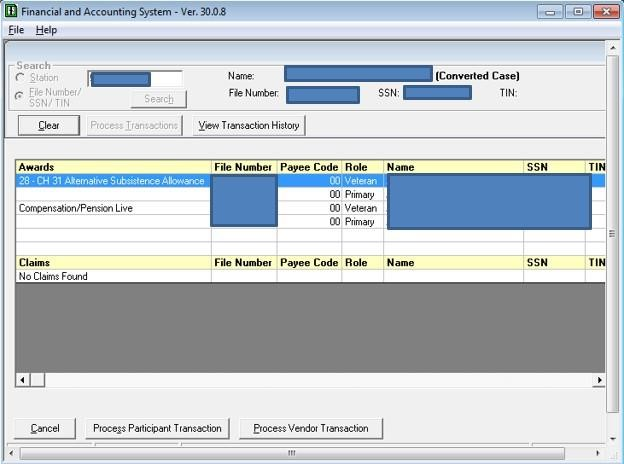 Financial and Accounting System - Ver. 30.0.8
File Help
Search
Station
Name: (Converted Case)
File Number/ SSN/ TIN
Search
File Number: SSN: TIN:
Clear Process Transactions View Transaction History
Awards File Number Payee Code Role Name SSN TIN
28 - CH 31 Alternative Subsistence Allowance 00 Veteran
00 Primary
Compensation/Pension Live 00 Veteran
00 Primary
Claims File Number Payee Code Role Name SSN TIN
No Claims Found
Cancel Process Participant Transaction Process Vendor Transaction